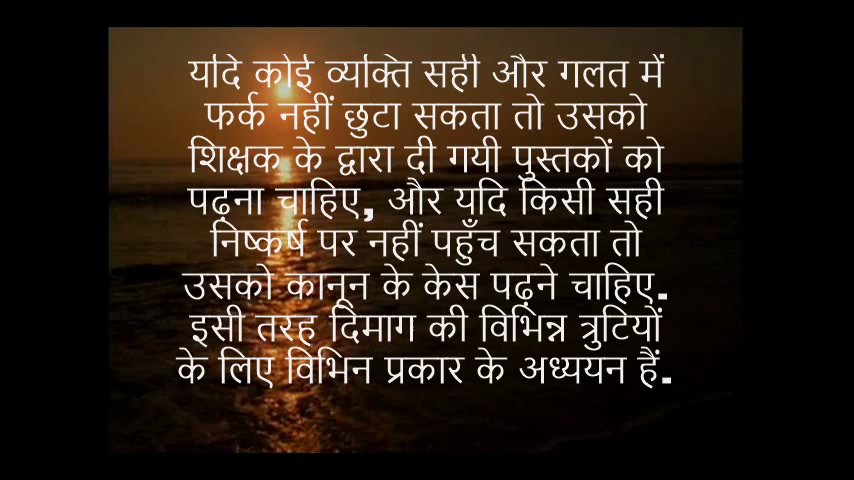 यदि कोई व्यक्ति सही और गलत में
फर्क नहीं छुटा सकता तो उसको
शिक्षक के द्वारा दी गयी पुस्तकों को
पढ़ना चाहिए, और यदि किसी सही
निष्कर्ष पर नहीं पहुँच सकता तो
उसको कानून के केस पढ़ने चाहिए.
इसी तरह दिमाग की विभिन्न त्रुटियों
के लिए विभिन प्रकार के अध्ययन हैं.